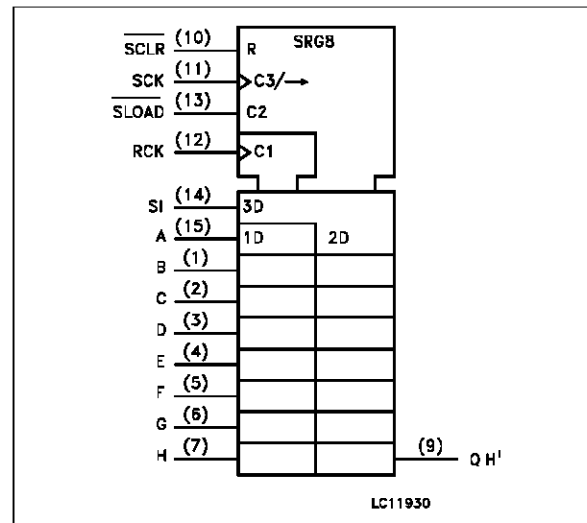 SCLR (10) R SRG8
SCK (11) C3/→
SLOAD (13) C2
RCK (12) C1
SI (14) 3D
A (15) 1D 2D
B (1)
C (2)
D (3)
E (4)
F (5)
G (6)
H (7) (9) QH'
LC11930